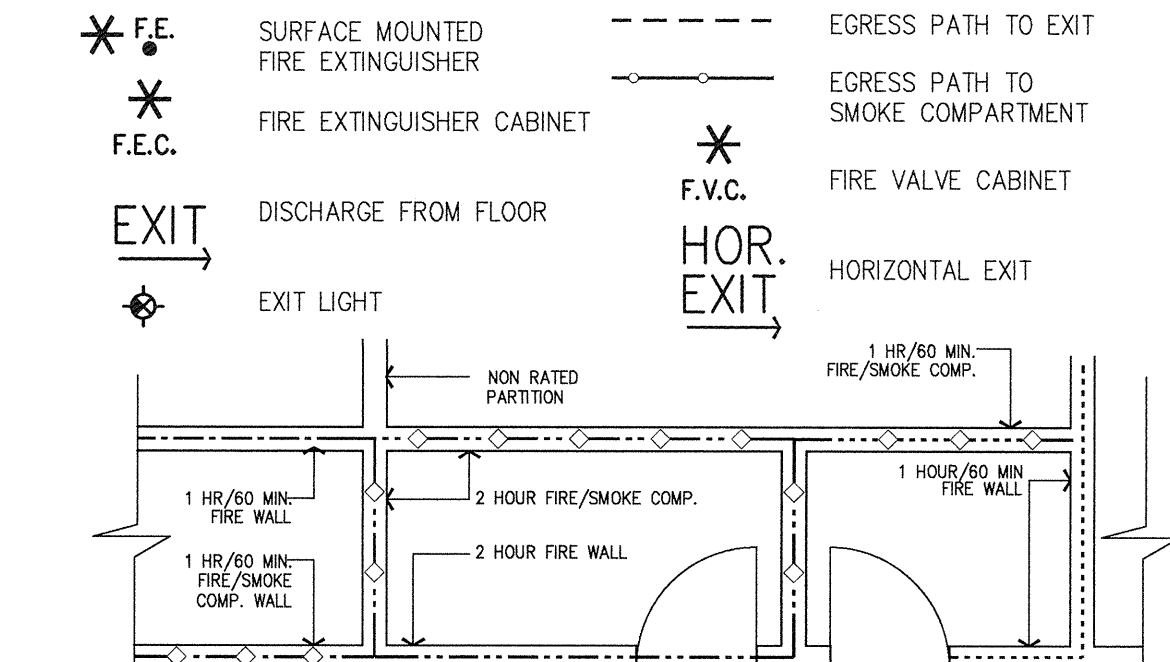 F.E.
SURFACE MOUNTED
FIRE EXTINGUISHER
F.E.C.
FIRE EXTINGUISHER CABINET
EXIT
DISCHARGE FROM FLOOR
EXIT LIGHT
EGRESS PATH TO EXIT
EGRESS PATH TO
SMOKE COMPARTMENT
F.V.C.
FIRE VALVE CABINET
HOR.
EXIT
HORIZONTAL EXIT
NON RATED
PARTITION
1 HR/60 MIN.
FIRE/SMOKE COMP.
1 HR/60 MIN.
FIRE WALL
2 HOUR FIRE/SMOKE COMP.
1 HOUR/60 MIN
FIRE WALL
1 HR/60 MIN.
FIRE/SMOKE
COMP. WALL
2 HOUR FIRE WALL